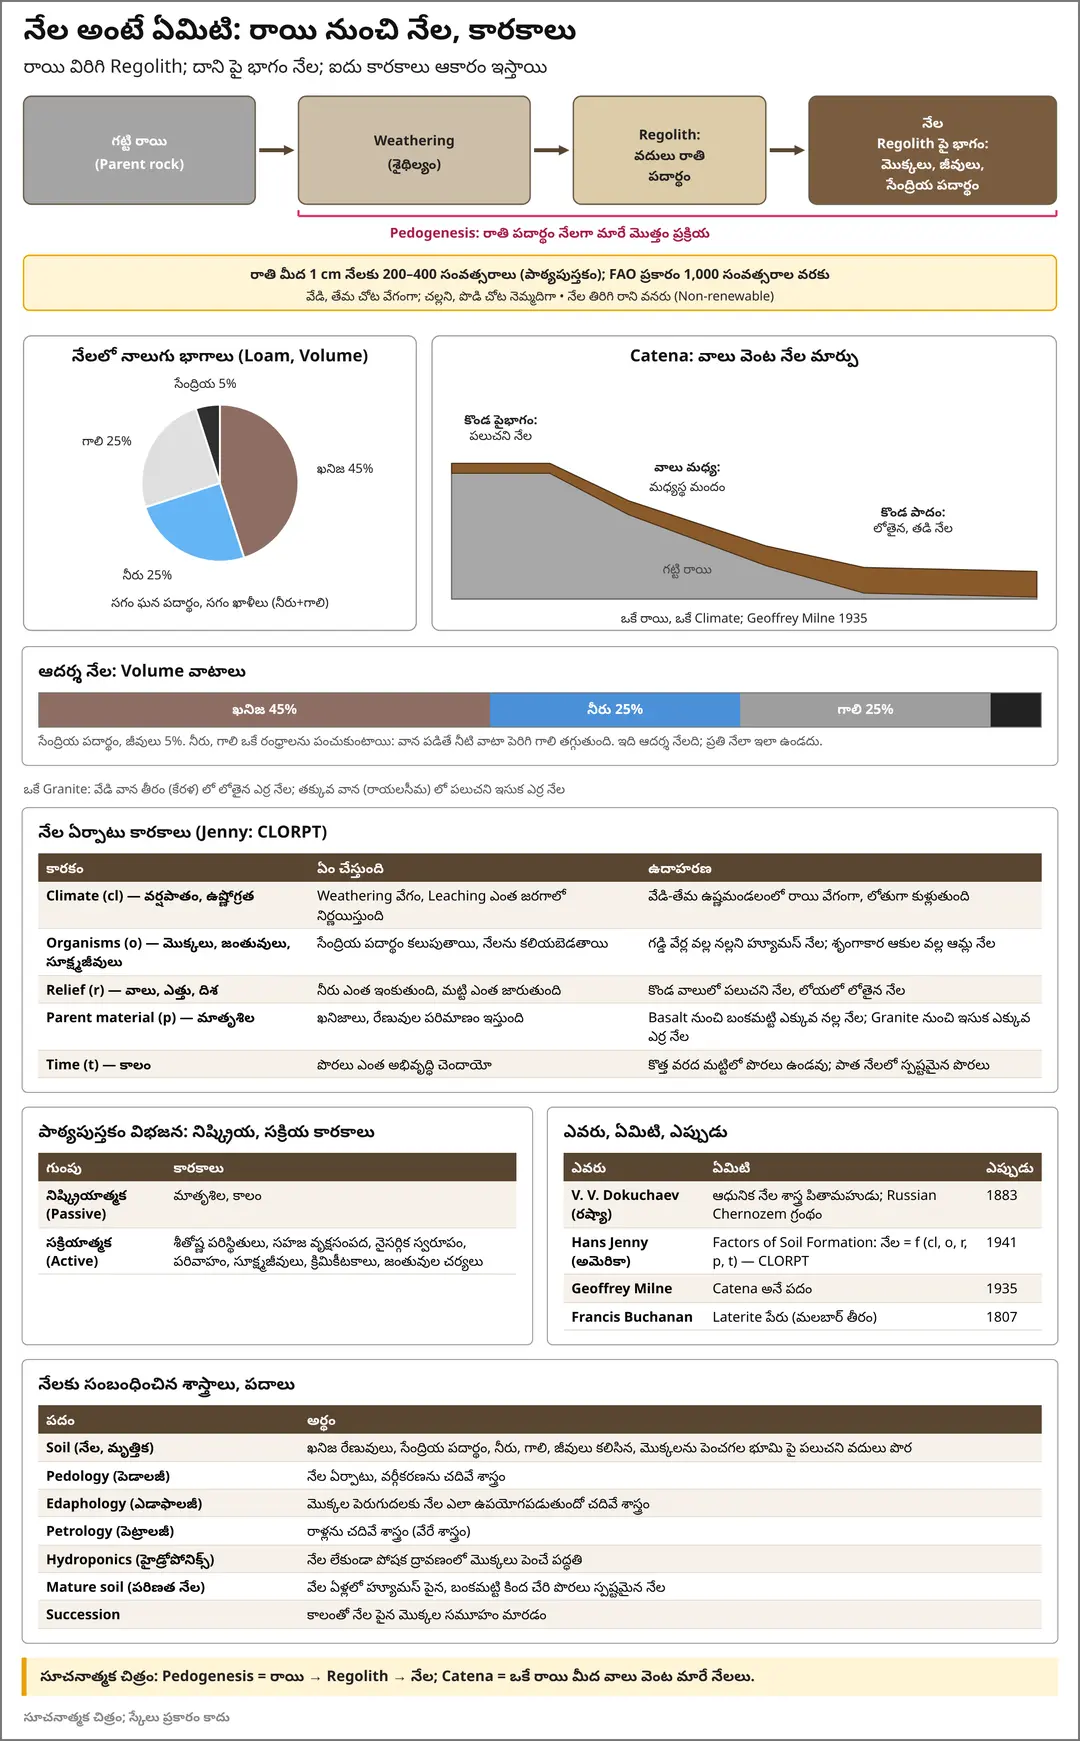 నేల అంటే ఏమిటి: రాయి నుంచి నేల, కారకాలు
రాయి విరిగి Regolith; దాని పై భాగం నేల; ఐదు కారకాలు ఆకారం ఇస్తాయి
గట్టి రాయి
(Parent rock)
Weathering
(శైథిల్యం)
Regolith:
వదులు రాతి
పదార్థం
నేల
Regolith పై భాగం:
మొక్కలు, జీవులు,
సేంద్రియ పదార్థం
Pedogenesis: రాతి పదార్థం నేలగా మారే మొత్తం ప్రక్రియ
రాతి మీద 1 cm నేలకు 200–400 సంవత్సరాలు (పాఠ్యపుస్తకం); FAO ప్రకారం 1,000 సంవత్సరాల వరకు
వేడి, తేమ చోట వేగంగా; చల్లని, పొడి చోట నెమ్మదిగా • నేల తిరిగి రాని వనరు (Non-renewable)
నేలలో నాలుగు భాగాలు (Loam, Volume)
సేంద్రియ 5%
గాలి 25%
ఖనిజ 45%
నీరు 25%
సగం ఘన పదార్థం, సగం ఖాళీలు (నీరు+గాలి)
Catena: వాలు వెంట నేల మార్పు
కొండ పైభాగం:
పలుచని నేల
వాలు మధ్య:
మధ్యస్థ మందం
కొండ పాదం:
లోతైన, తడి నేల
గట్టి రాయి
ఒకే రాయి, ఒకే Climate; Geoffrey Milne 1935
ఆదర్శ నేల: Volume వాటాలు
ఖనిజ 45%
నీరు 25%
గాలి 25%
సేంద్రియ పదార్థం, జీవులు 5%. నీరు, గాలి ఒకే రంధ్రాలను పంచుకుంటాయి: వాన పడితే నీటి వాటా పెరిగి గాలి తగ్గుతుంది. ఇది ఆదర్శ నేలది; ప్రతి నేలా ఇలా ఉండదు.
ఒకే Granite: వేడి వాన తీరం (కేరళ) లో లోతైన ఎర్ర నేల; తక్కువ వాన (రాయలసీమ) లో పలుచని ఇసుక ఎర్ర నేల
నేల ఏర్పాటు కారకాలు (Jenny: CLORPT)
కారకం
ఏం చేస్తుంది
ఉదాహరణ
Climate (cl) — వర్షపాతం, ఉష్ణోగ్రత
Weathering వేగం, Leaching ఎంత జరగాలో
నిర్ణయిస్తుంది
వేడి-తేమ ఉష్ణమండలంలో రాయి వేగంగా, లోతుగా కుళ్లుతుంది
Organisms (o) — మొక్కలు, జంతువులు,
సూక్ష్మజీవులు
సేంద్రియ పదార్థం కలుపుతాయి, నేలను కలియబెడతాయి
గడ్డి వేర్ల వల్ల నల్లని హ్యూమస్ నేల; శృంగాకార ఆకుల వల్ల ఆమ్ల నేల
Relief (r) — వాలు, ఎత్తు, దిశ
నీరు ఎంత ఇంకుతుంది, మట్టి ఎంత జారుతుంది
కొండ వాలులో పలుచని నేల, లోయలో లోతైన నేల
Parent material (p) — మాతృశిల
ఖనిజాలు, రేణువుల పరిమాణం ఇస్తుంది
Basalt నుంచి బంకమట్టి ఎక్కువ నల్ల నేల; Granite నుంచి ఇసుక ఎక్కువ
ఎర్ర నేల
Time (t) — కాలం
పొరలు ఎంత అభివృద్ధి చెందాయో
కొత్త వరద మట్టిలో పొరలు ఉండవు; పాత నేలలో స్పష్టమైన పొరలు
పాఠ్యపుస్తకం విభజన: నిష్క్రియ, సక్రియ కారకాలు
గుంపు
కారకాలు
నిష్క్రియాత్మక
(Passive)
మాతృశిల, కాలం
సక్రియాత్మక
(Active)
శీతోష్ణ పరిస్థితులు, సహజ వృక్షసంపద, నైసర్గిక స్వరూపం,
పరివాహం, సూక్ష్మజీవులు, క్రిమికీటకాలు, జంతువుల చర్యలు
ఎవరు, ఏమిటి, ఎప్పుడు
ఎవరు
ఏమిటి
ఎప్పుడు
V. V. Dokuchaev
(రష్యా)
ఆధునిక నేల శాస్త్ర పితామహుడు; Russian
Chernozem గ్రంథం
1883
Hans Jenny
(అమెరికా)
Factors of Soil Formation: నేల = f (cl, o, r,
p, t) — CLORPT
1941
Geoffrey Milne
Catena అనే పదం
1935
Francis Buchanan
Laterite పేరు (మలబార్ తీరం)
1807
నేలకు సంబంధించిన శాస్త్రాలు, పదాలు
పదం
అర్థం
Soil (నేల, మృత్తిక)
ఖనిజ రేణువులు, సేంద్రియ పదార్థం, నీరు, గాలి, జీవులు కలిసిన, మొక్కలను పెంచగల భూమి పై పలుచని వదులు పొర
Pedology (పెడాలజీ)
నేల ఏర్పాటు, వర్గీకరణను చదివే శాస్త్రం
Edaphology (ఎడాఫాలజీ)
మొక్కల పెరుగుదలకు నేల ఎలా ఉపయోగపడుతుందో చదివే శాస్త్రం
Petrology (పెట్రాలజీ)
రాళ్లను చదివే శాస్త్రం (వేరే శాస్త్రం)
Hydroponics (హైడ్రోపోనిక్స్)
నేల లేకుండా పోషక ద్రావణంలో మొక్కలు పెంచే పద్ధతి
Mature soil (పరిణత నేల)
వేల ఏళ్లలో హ్యూమస్ పైన, బంకమట్టి కింద చేరి పొరలు స్పష్టమైన నేల
Succession
కాలంతో నేల పైన మొక్కల సమూహం మారడం
సూచనాత్మక చిత్రం: Pedogenesis = రాయి → Regolith → నేల; Catena = ఒకే రాయి మీద వాలు వెంట మారే నేలలు.
సూచనాత్మక చిత్రం; స్కేలు ప్రకారం కాదు